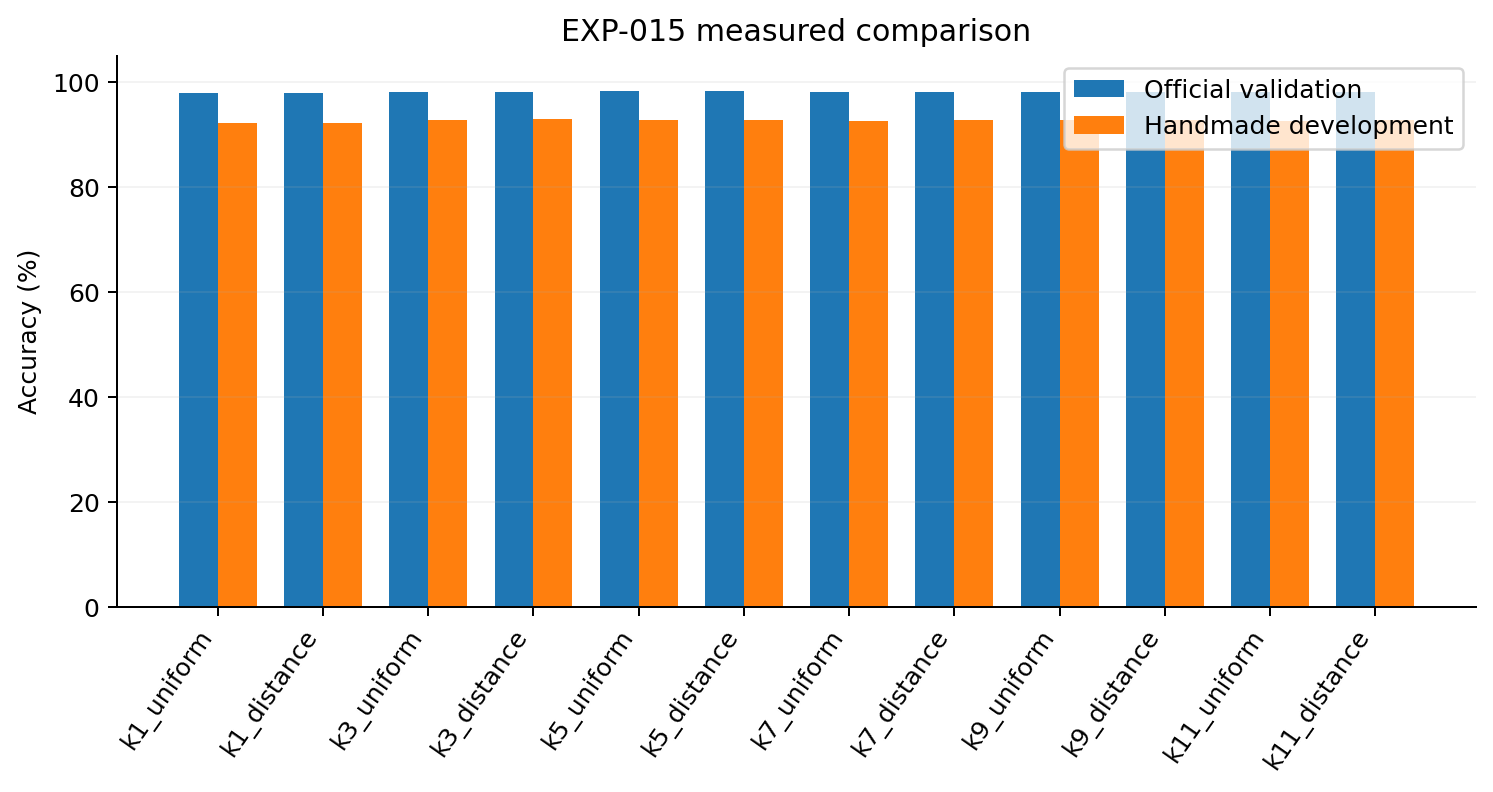 EXP-015 measured comparison
Official validation
Handmade development
Accuracy (%)
100
80
60
40
20
0
k1_uniform
k1_distance
k3_uniform
k3_distance
k5_uniform
k5_distance
k7_uniform
k7_distance
k9_uniform
k9_distance
k11_uniform
k11_distance